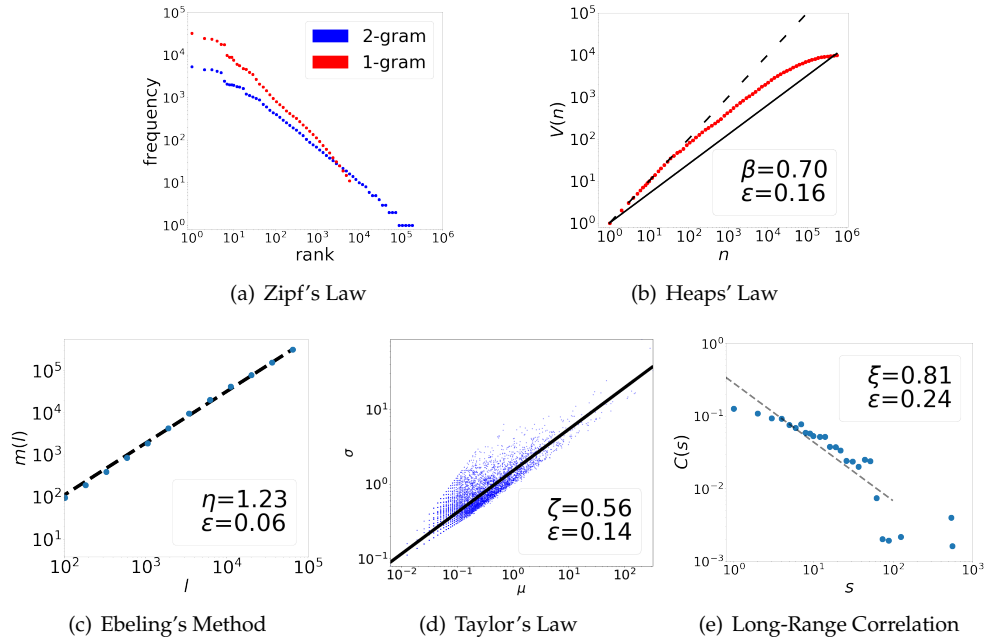 10^5
10^4
10^3
10^2
10^1
10^0
frequency
2-gram
1-gram
10^0 10^1 10^2 10^3 10^4 10^5 10^6
rank
(a) Zipf's Law
10^5
10^4
10^3
10^2
10^1
10^0
V(n)
β=0.70
ε=0.16
10^0 10^1 10^2 10^3 10^4 10^5 10^6
n
(b) Heaps' Law
10^5
10^4
10^3
10^2
10^1
m(l)
η=1.23
ε=0.06
10^2 10^3 10^4 10^5
l
(c) Ebeling's Method
10^1
10^0
10^-1
σ
ζ=0.56
ε=0.14
10^-2 10^-1 10^0 10^1 10^2
μ
(d) Taylor's Law
10^0
10^-1
10^-2
10^-3
C(s)
ξ=0.81
ε=0.24
10^0 10^1 10^2 10^3
s
(e) Long-Range Correlation